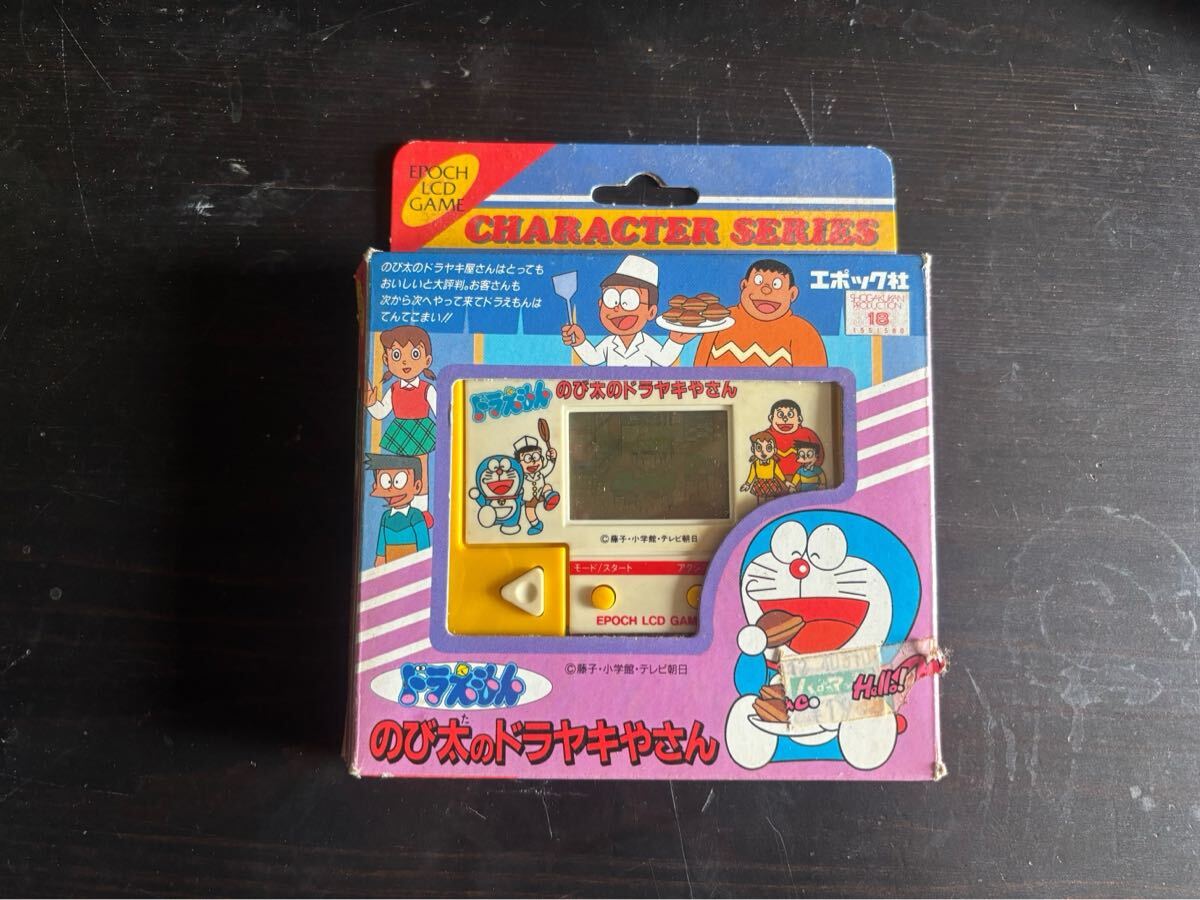 EPOCH
LCD
GAME
CHARACTER SERIES
のび太のドラヤキ屋さんはとっても
おいしいと大評判。お客さんも
次から次へやって来てドラえもんは
てんてこまい!!
エポック社
SHOGAKUKAN
PRODUCTION
18
ドラえもん
のび太のドラヤキやさん
©藤子・小学館・テレビ朝日
モード/スタート
アクシ
EPOCH LCD GAM
©藤子・小学館・テレビ朝日
ドラえもん
た
のび太のドラヤキやさん
Hello!